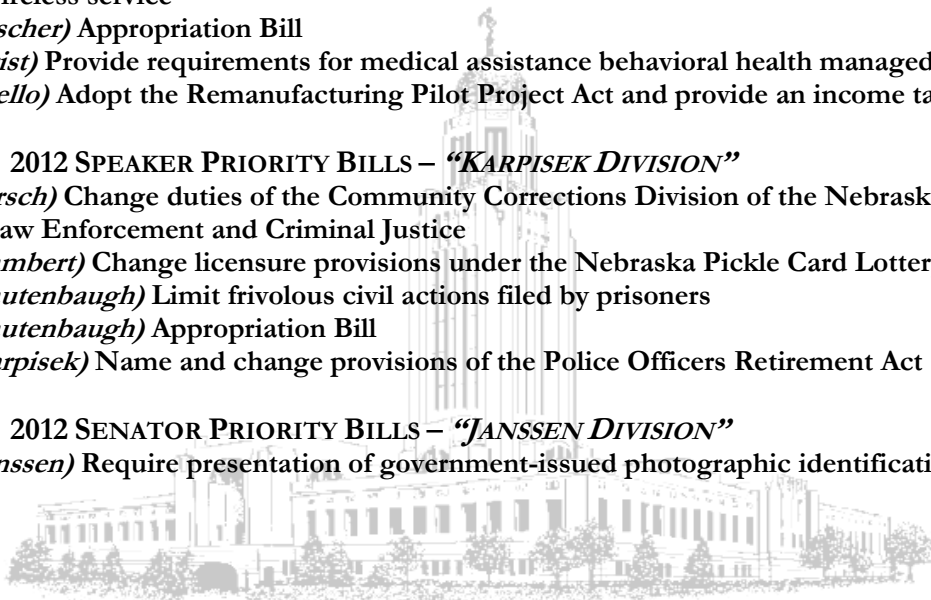 wireless service
scher) Appropriation Bill
ist) Provide requirements for medical assistance behavioral health managed
ello) Adopt the Remanufacturing Pilot Project Act and provide an income ta
2012 SPEAKER PRIORITY BILLS – “KARPISEK DIVISION”
rsch) Change duties of the Community Corrections Division of the Nebrask
aw Enforcement and Criminal Justice
mbert) Change licensure provisions under the Nebraska Pickle Card Lotter
utenbaugh) Limit frivolous civil actions filed by prisoners
utenbaugh) Appropriation Bill
rpisek) Name and change provisions of the Police Officers Retirement Act
2012 SENATOR PRIORITY BILLS – “JANSSEN DIVISION”
nssen) Require presentation of government-issued photographic identificati